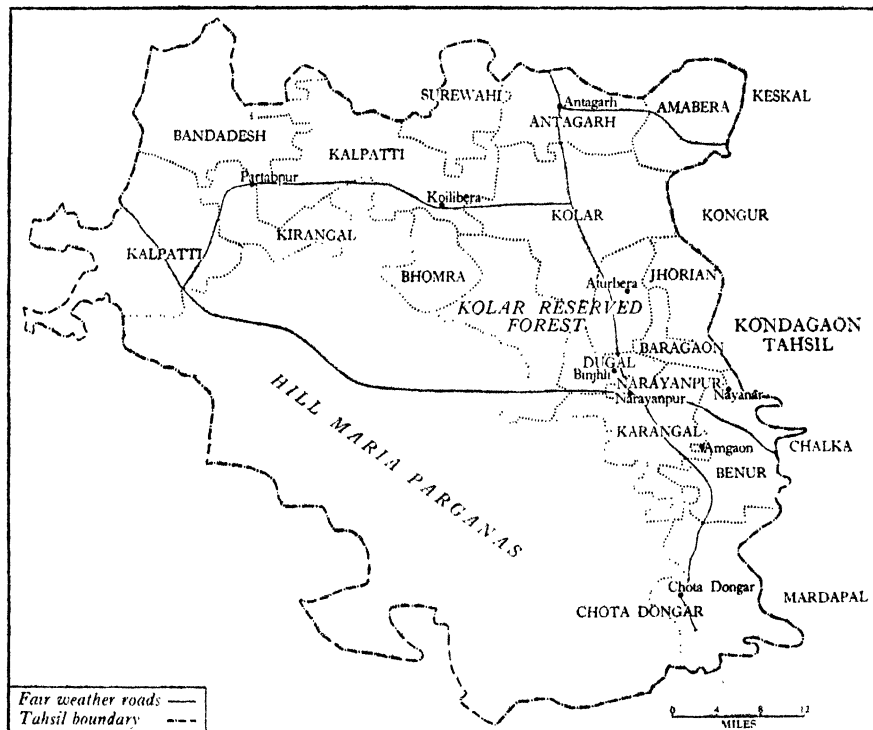 SUREWAHI
Antagarh
ANTAGARH
AMABERA
KESKAL
BANDADESH
KALPATTI
Partabpur
Koilibera
KOLAR
KONGUR
KIRANGAL
KALPATTI
BHOMRA
JHORIAN
Aturbera
KOLAR RESERVED
FOREST
KONDAGAON
TAHSIL
BARAGAON
DUGAL
Binjhli
NARAYANPUR
Narayanpur
Nayanar
HILL MARIA PARGANAS
KARANGAL
Amgaon
CHALKA
BENUR
Chota Dongar
CHOTA DONGAR
MARDAPAL
Fair weather roads
Tahsil boundary
0 4 8 12
MILES